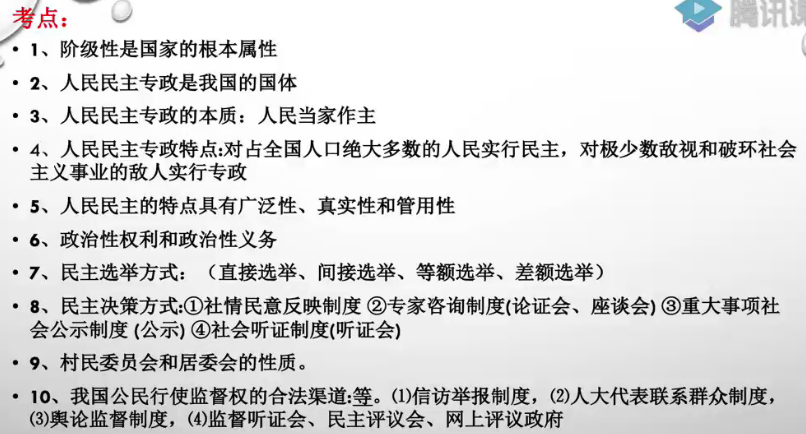 考点：
腾讯课
• 1、阶级性是国家的根本属性
• 2、人民民主专政是我国的国体
• 3、人民民主专政的本质：人民当家作主
• 4、人民民主专政特点:对占全国人口绝大多数的人民实行民主，对极少数敌视和破坏社会
主义事业的敌人实行专政
• 5、人民民主的特点具有广泛性、真实性和管用性
• 6、政治性权利和政治性义务
• 7、民主选举方式：（直接选举、间接选举、等额选举、差额选举）
• 8、民主决策方式:①社情民意反映制度 ②专家咨询制度(论证会、座谈会) ③重大事项社
会公示制度 (公示) ④社会听证制度(听证会)
• 9、村民委员会和居委会的性质。
• 10、我国公民行使监督权的合法渠道:等。⑴信访举报制度，⑵人大代表联系群众制度，
⑶舆论监督制度，⑷监督听证会、民主评议会、网上评议政府